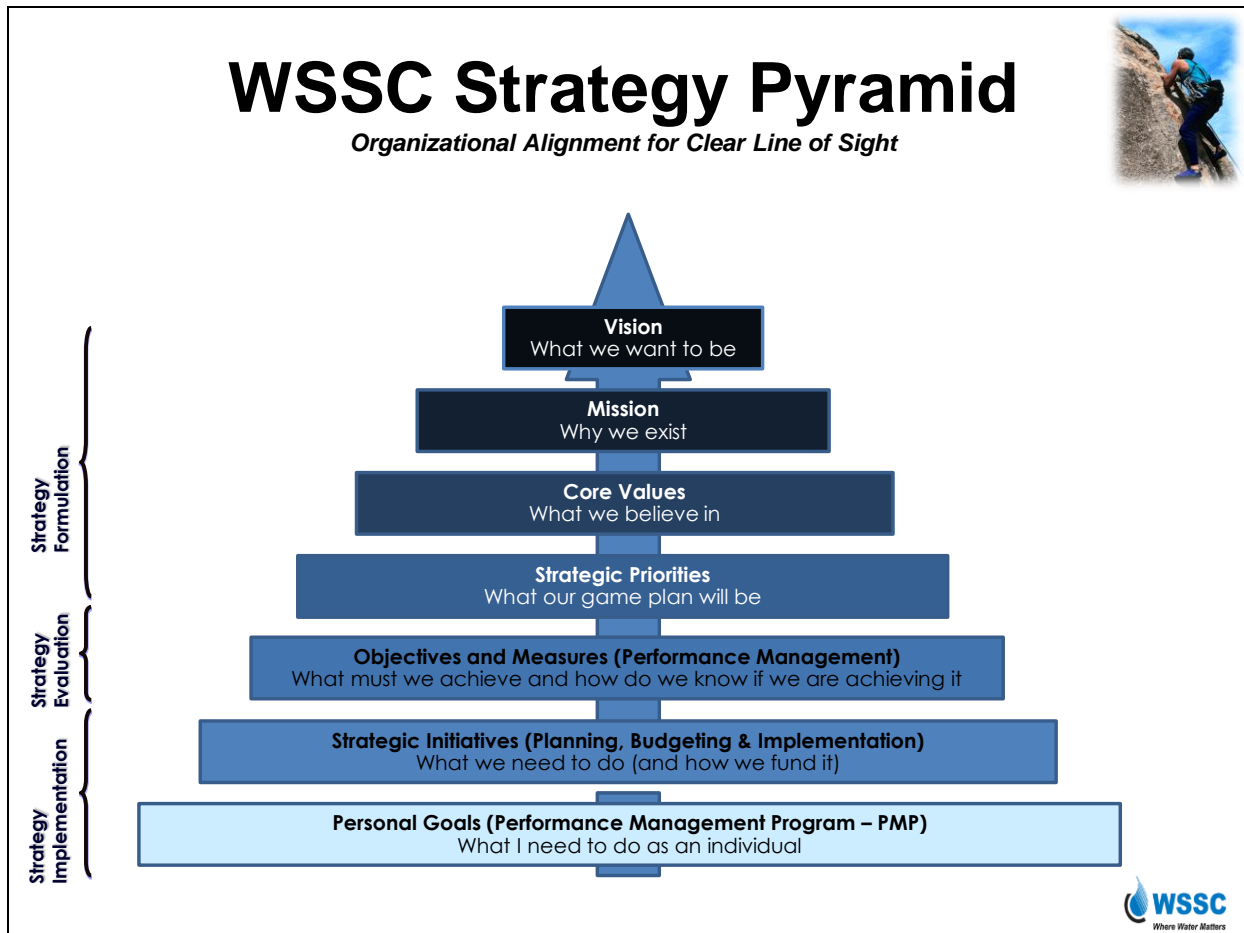 WSSC Strategy Pyramid
Organizational Alignment for Clear Line of Sight
Strategy
Formulation
Vision
What we want to be
Mission
Why we exist
Core Values
What we believe in
Strategic Priorities
What our game plan will be
Strategy
Evaluation
Objectives and Measures (Performance Management)
What must we achieve and how do we know if we are achieving it
Strategy
Implementation
Strategic Initiatives (Planning, Budgeting & Implementation)
What we need to do (and how we fund it)
Personal Goals (Performance Management Program – PMP)
What I need to do as an individual
WSSC
Where Water Matters